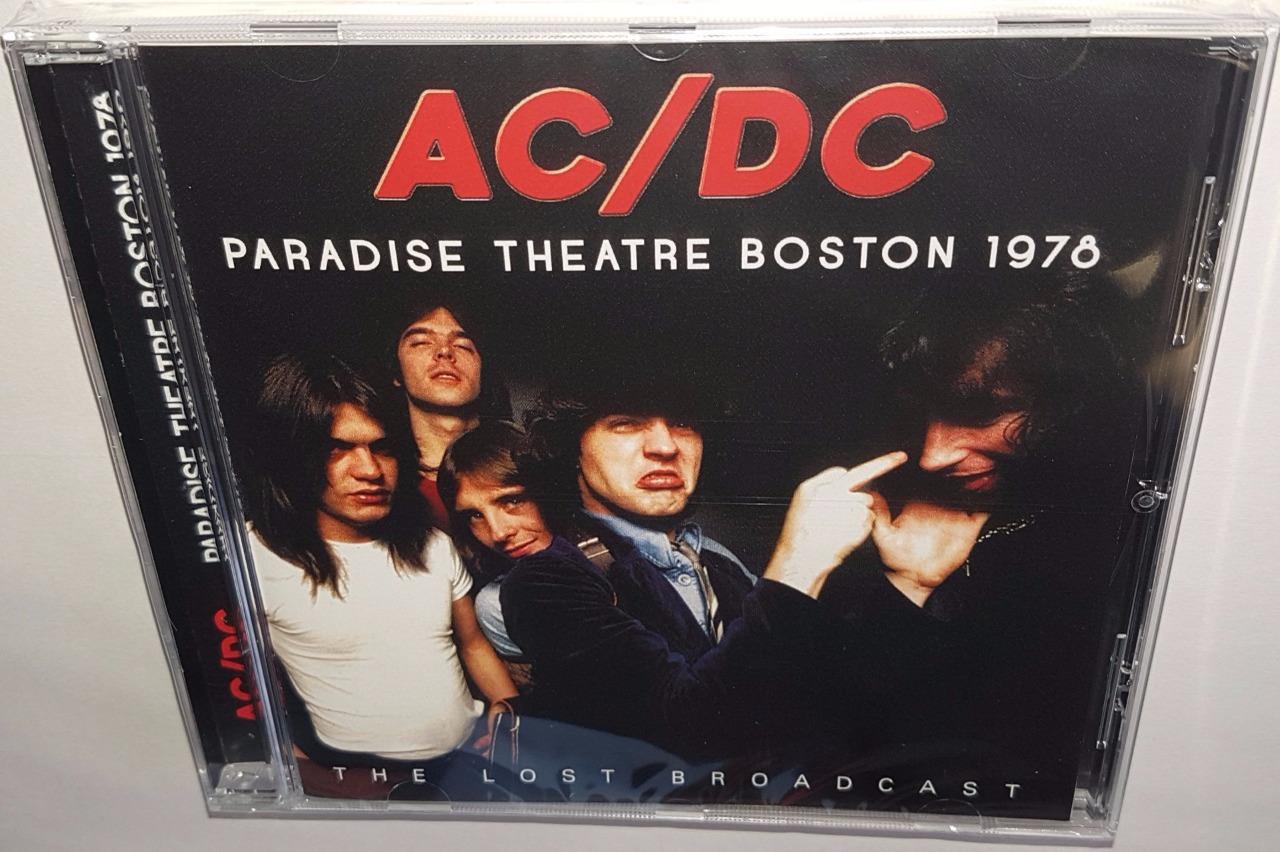 AC/DC
PARADISE THEATRE BOSTON 1978
THE LOST BROADCAST
AC/DC PARADISE THEATRE BOSTON 1978